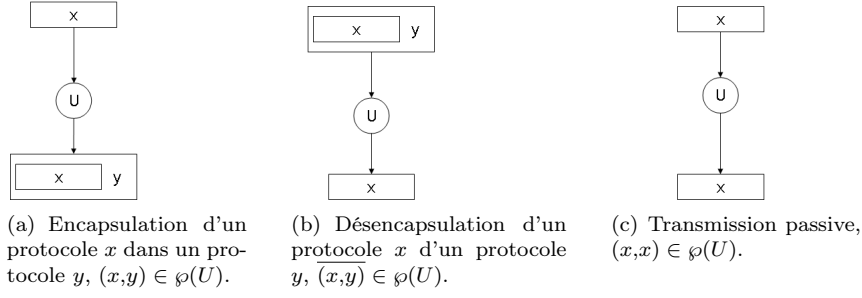 x
U
x y
(a) Encapsulation d'un
protocole x dans un pro-
tocole y, (x,y) ∈ ℘(U).
x y
U
x
(b) Désencapsulation d'un
protocole x d'un protocole
y, \overline{(x,y)} ∈ ℘(U).
x
U
x
(c) Transmission passive,
(x,x) ∈ ℘(U).